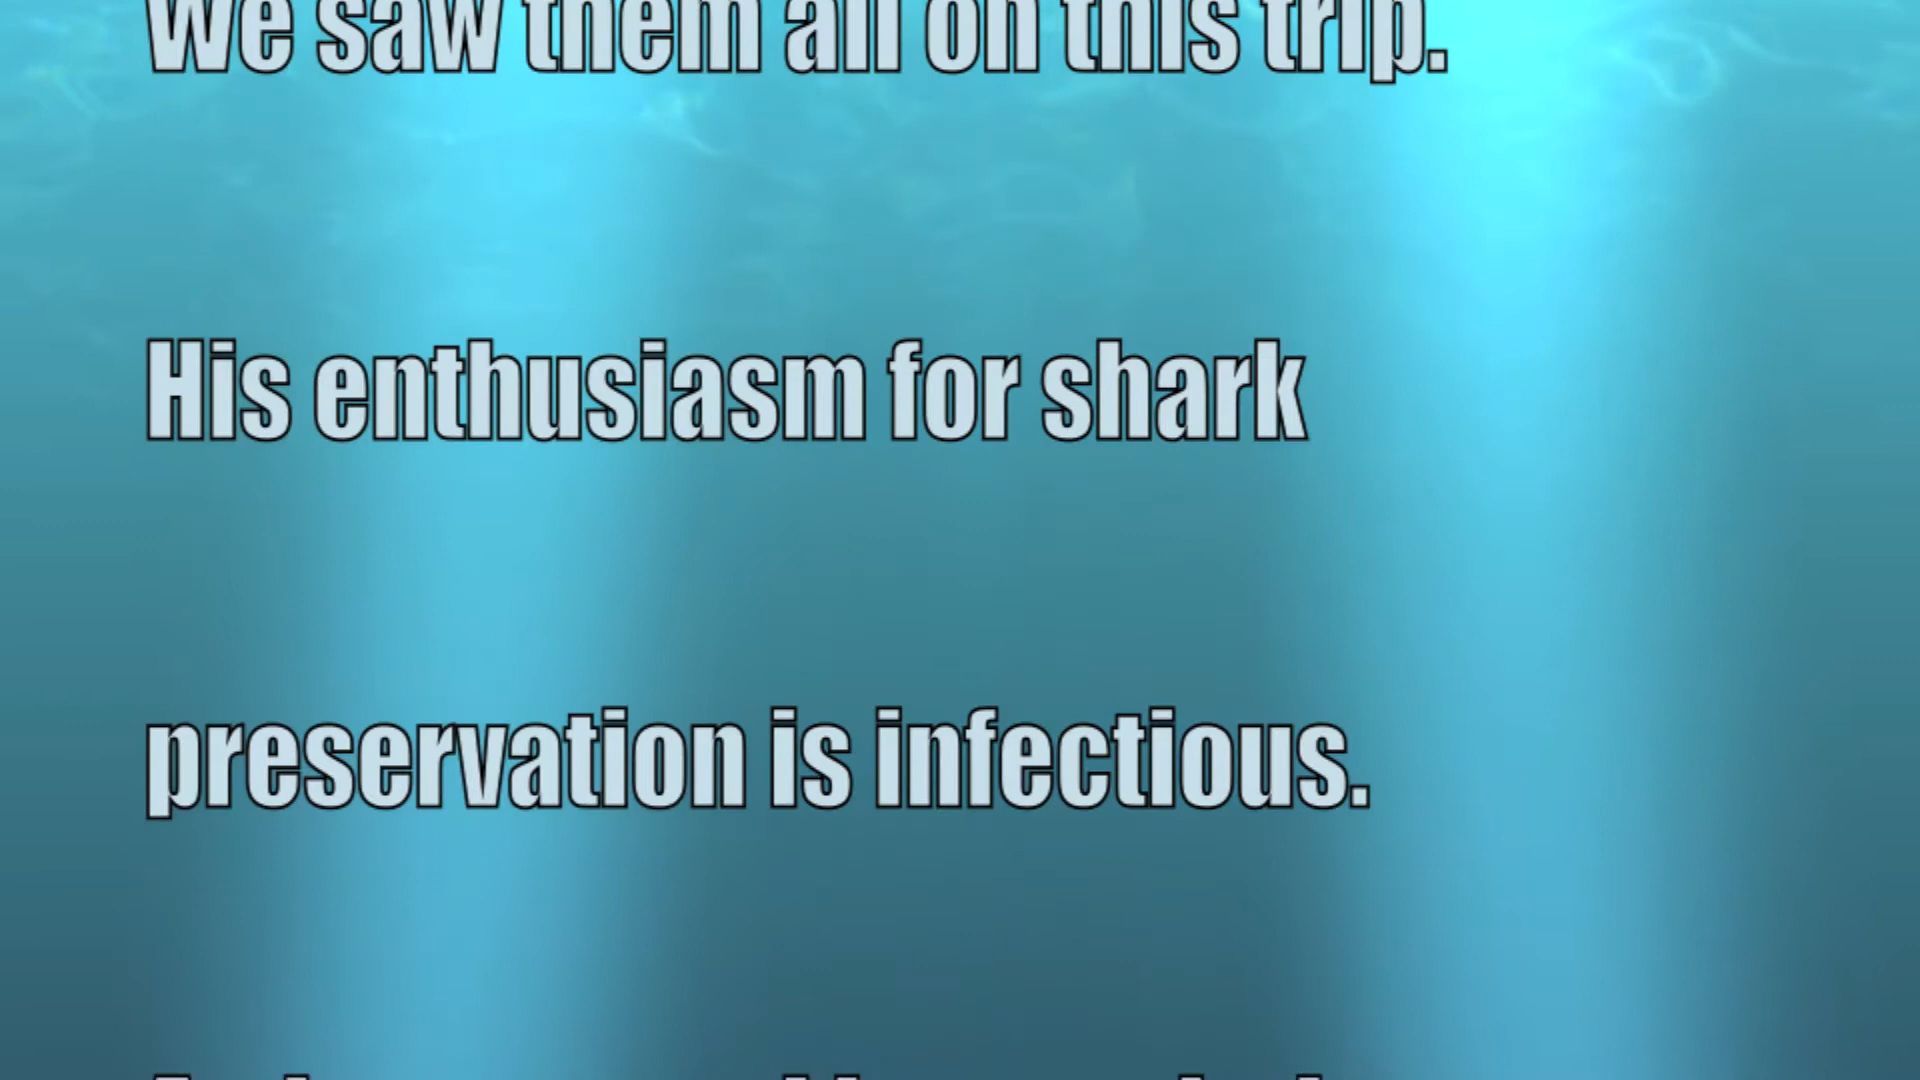 We saw them all on this trip.
His enthusiasm for shark
preservation is infectious.